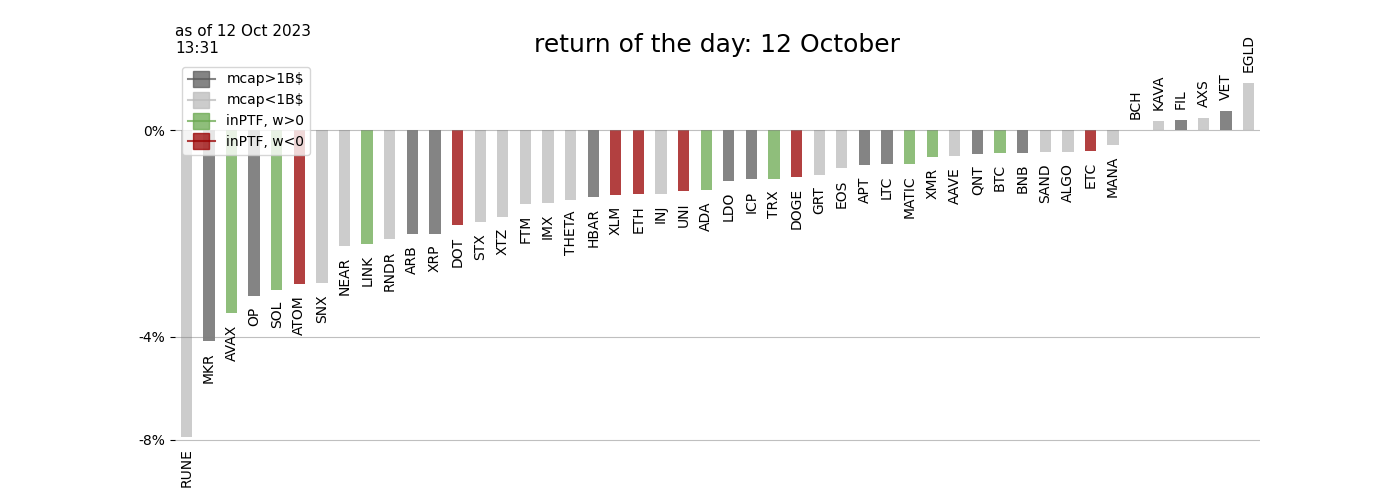 as of 12 Oct 2023
13:31
return of the day: 12 October
mcap>1B$
mcap<1B$
inPTF, w>0
inPTF, w<0
0%
-4%
-8%
RUNE
MKR
AVAX
OP
SOL
ATOM
SNX
NEAR
LINK
RNDR
ARB
XRP
DOT
STX
XTZ
FTM
IMX
THETA
HBAR
XLM
ETH
INJ
UNI
ADA
LDO
ICP
TRX
DOGE
GRT
EOS
APT
LTC
MATIC
XMR
AAVE
QNT
BTC
BNB
SAND
ALGO
ETC
MANA
BCH
KAVA
FIL
AXS
VET
EGLD